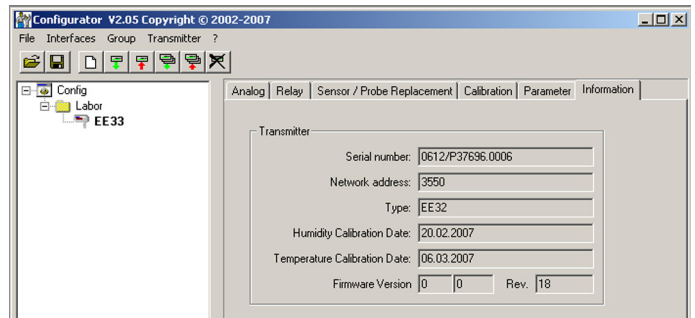 Configurator V2.05 Copyright © 2002-2007
File Interfaces Group Transmitter ?
Config
Labor
EE33
Analog Relay Sensor / Probe Replacement Calibration Parameter Information
Transmitter
Serial number: 0612/P37696.0006
Network address: 3550
Type: EE32
Humidity Calibration Date: 20.02.2007
Temperature Calibration Date: 06.03.2007
Firmware Version 0 0 Rev. 18